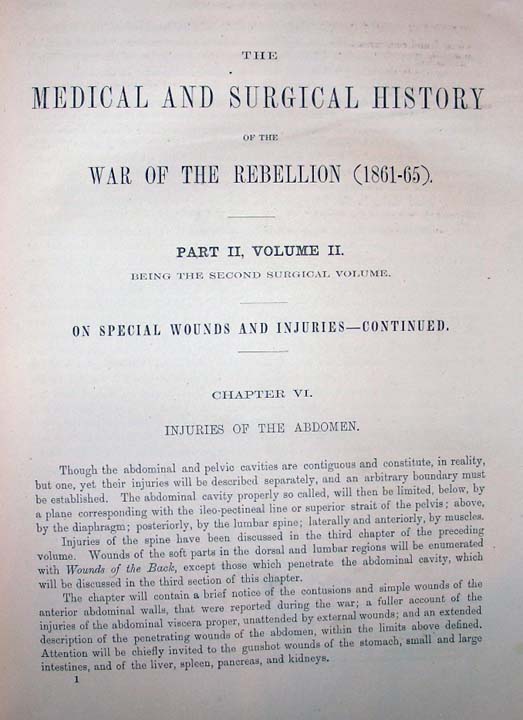 THE
MEDICAL AND SURGICAL HISTORY
OF THE
WAR OF THE REBELLION (1861-65).
PART II, VOLUME II.
BEING THE SECOND SURGICAL VOLUME.
ON SPECIAL WOUNDS AND INJURIES—CONTINUED.
CHAPTER VI.
INJURIES OF THE ABDOMEN.
Though the abdominal and pelvic cavities are contiguous and constitute, in reality,
but one, yet their injuries will be described separately, and an arbitrary boundary must
be established. The abdominal cavity properly so called, will then be limited, below, by
a plane corresponding with the ileo-pectineal line or superior strait of the pelvis; above,
by the diaphragm; posteriorly, by the lumbar spine; laterally and anteriorly, by muscles.
Injuries of the spine have been discussed in the third chapter of the preceding
volume. Wounds of the soft parts in the dorsal and lumbar regions will be enumerated
with Wounds of the Back, except those which penetrate the abdominal cavity, which
will be discussed in the third section of this chapter.
The chapter will contain a brief notice of the contusions and simple wounds of the
anterior abdominal walls, that were reported during the war; a fuller account of the
injuries of the abdominal viscera proper, unattended by external wounds; and an extended
description of the penetrating wounds of the abdomen, within the limits above defined.
Attention will be chiefly invited to the gunshot wounds of the stomach, small and large
intestines, and of the liver, spleen, pancreas, and kidneys.
1